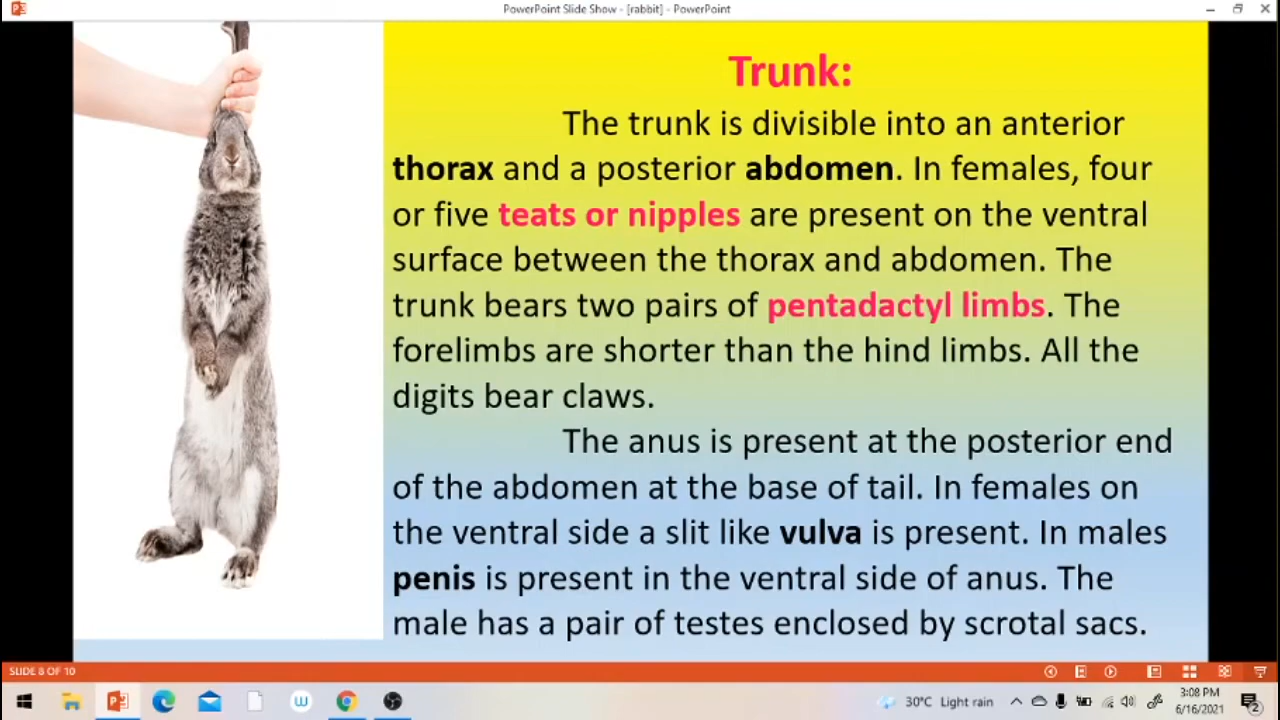 PowerPoint Slide Show - [rabbit] - PowerPoint
Trunk:
The trunk is divisible into an anterior
thorax and a posterior abdomen. In females, four
or five teats or nipples are present on the ventral
surface between the thorax and abdomen. The
trunk bears two pairs of pentadactyl limbs. The
forelimbs are shorter than the hind limbs. All the
digits bear claws.
The anus is present at the posterior end
of the abdomen at the base of tail. In females on
the ventral side a slit like vulva is present. In males
penis is present in the ventral side of anus. The
male has a pair of testes enclosed by scrotal sacs.
SLIDE 8 OF 10
30°C Light rain
3:08 PM
6/16/2021
2